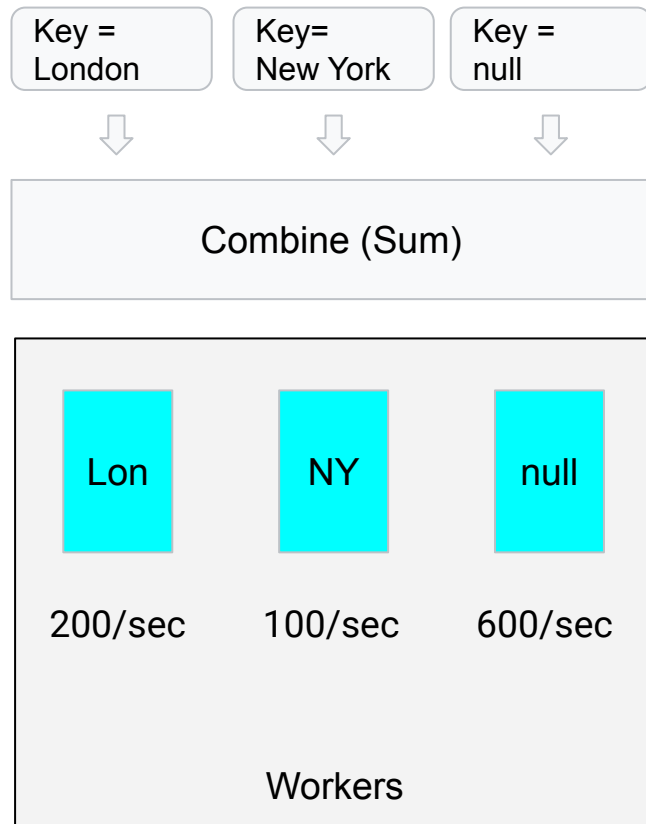 Key =
London
Key=
New York
Key =
null
Combine (Sum)
Lon
NY
null
200/sec
100/sec
600/sec
Workers